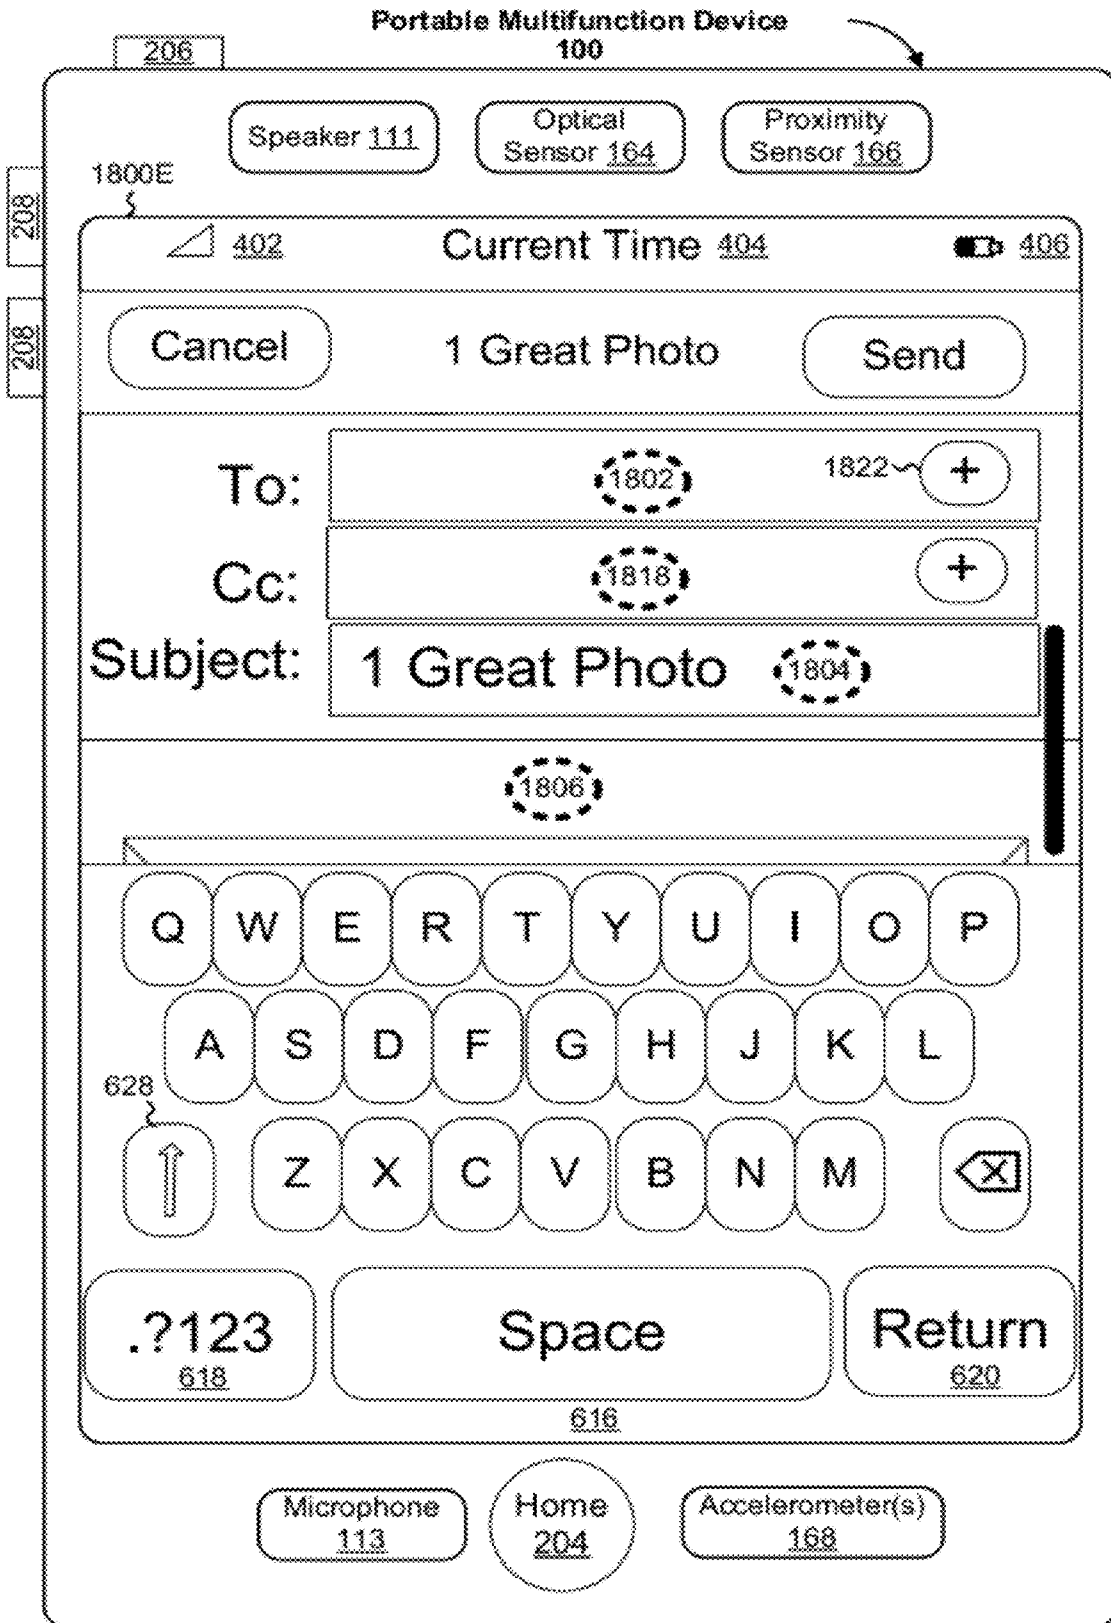 Portable Multifunction Device
100
206
Speaker 111
Optical
Sensor 164
Proximity
Sensor 166
1800E
208
208
402 Current Time 404 406
Cancel 1 Great Photo Send
To: 1802 1822 +
Cc: 1818 +
Subject: 1 Great Photo 1804
1806
Q W E R T Y U I O P
A S D F G H J K L
628
Z X C V B N M X
.?123 Space Return
618 620
616
Microphone
113
Home
204
Accelerometer(s)
168